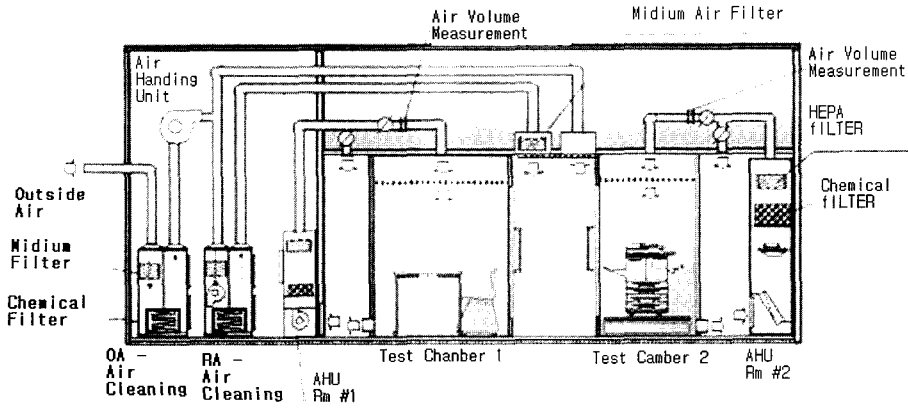 Air Volume
Measurement
Midium Air Filter
Air
Handing
Unit
Air Volume
Measurement
HEPA
fILTER
Chemical
fILTER
Outside
Air
Midium
Filter
Chemical
Filter
OA -
Air
Cleaning
RA -
Air
Cleaning
AHU
Rm #1
Test Chanber 1
Test Camber 2
AHU
Rm #2